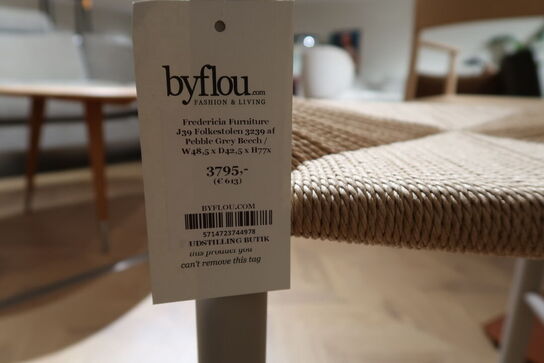 byflou.com
FASHION & LIVING
Fredericia Furniture
J39 Folkestolen 3239 af
Pebble Grey Beech /
W48,5 x D42,5 x H77x
3795,-
(€ 613)
BYFLOU.COM
5714723744978
UDSTILLING BUTIK
this product you
can't remove this tag